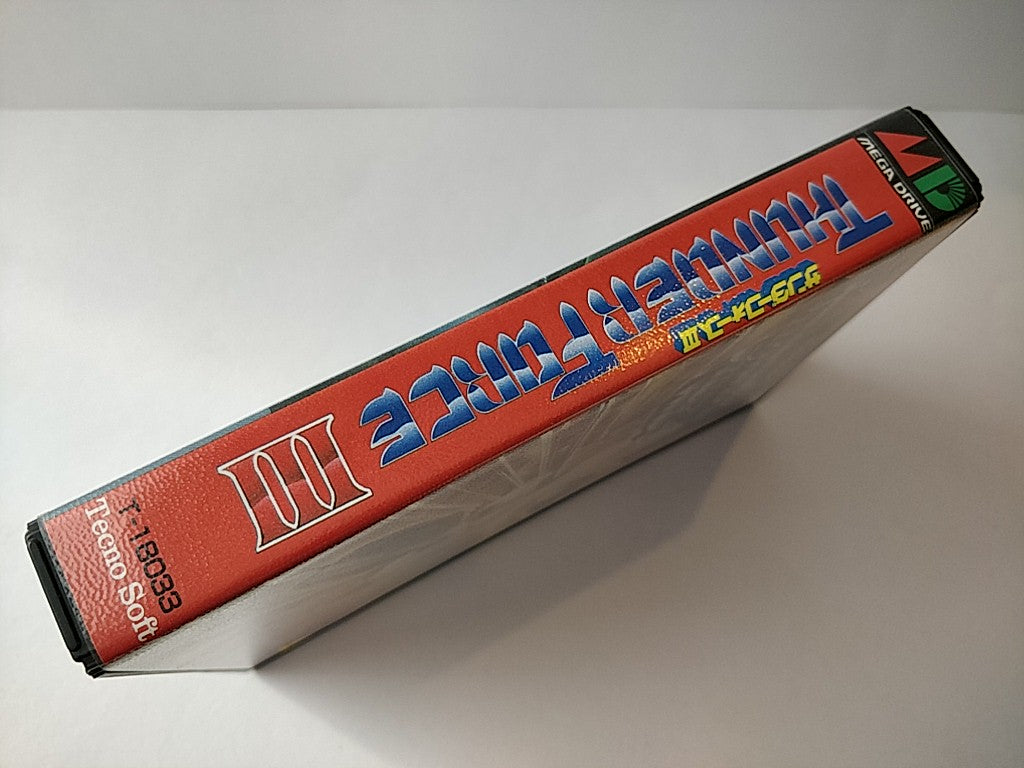 MD
MEGA DRIVE
THUNDER FORCE
サンダーフォースⅢ
III
T-18033
Tecno Soft